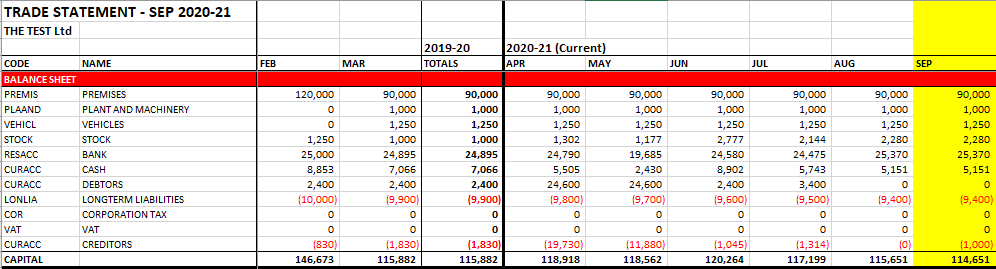 TRADE STATEMENT - SEP 2020-21
THE TEST Ltd
2019-20 2020-21 (Current)
CODE NAME FEB MAR TOTALS APR MAY JUN JUL AUG SEP
BALANCE SHEET
PREMIS PREMISES 120,000 90,000 90,000 90,000 90,000 90,000 90,000 90,000 90,000
PLAAND PLANT AND MACHINERY 0 1,000 1,000 1,000 1,000 1,000 1,000 1,000 1,000
VEHICL VEHICLES 0 1,250 1,250 1,250 1,250 1,250 1,250 1,250 1,250
STOCK STOCK 1,250 1,000 1,000 1,302 1,177 2,777 2,144 2,280 2,280
RESACC BANK 25,000 24,895 24,895 24,790 19,685 24,580 24,475 25,370 25,370
CURACC CASH 8,853 7,066 7,066 5,505 2,430 8,902 5,743 5,151 5,151
CURACC DEBTORS 2,400 2,400 2,400 24,600 24,600 2,400 3,400 0 0
LONLIA LONGTERM LIABILITIES (10,000) (9,900) (9,900) (9,800) (9,700) (9,600) (9,500) (9,400) (9,400)
COR CORPORATION TAX 0 0 0 0 0 0 0 0 0
VAT VAT 0 0 0 0 0 0 0 0 0
CURACC CREDITORS (830) (1,830) (1,830) (19,730) (11,880) (1,045) (1,314) (0) (1,000)
CAPITAL 146,673 115,882 115,882 118,918 118,562 120,264 117,199 115,651 114,651